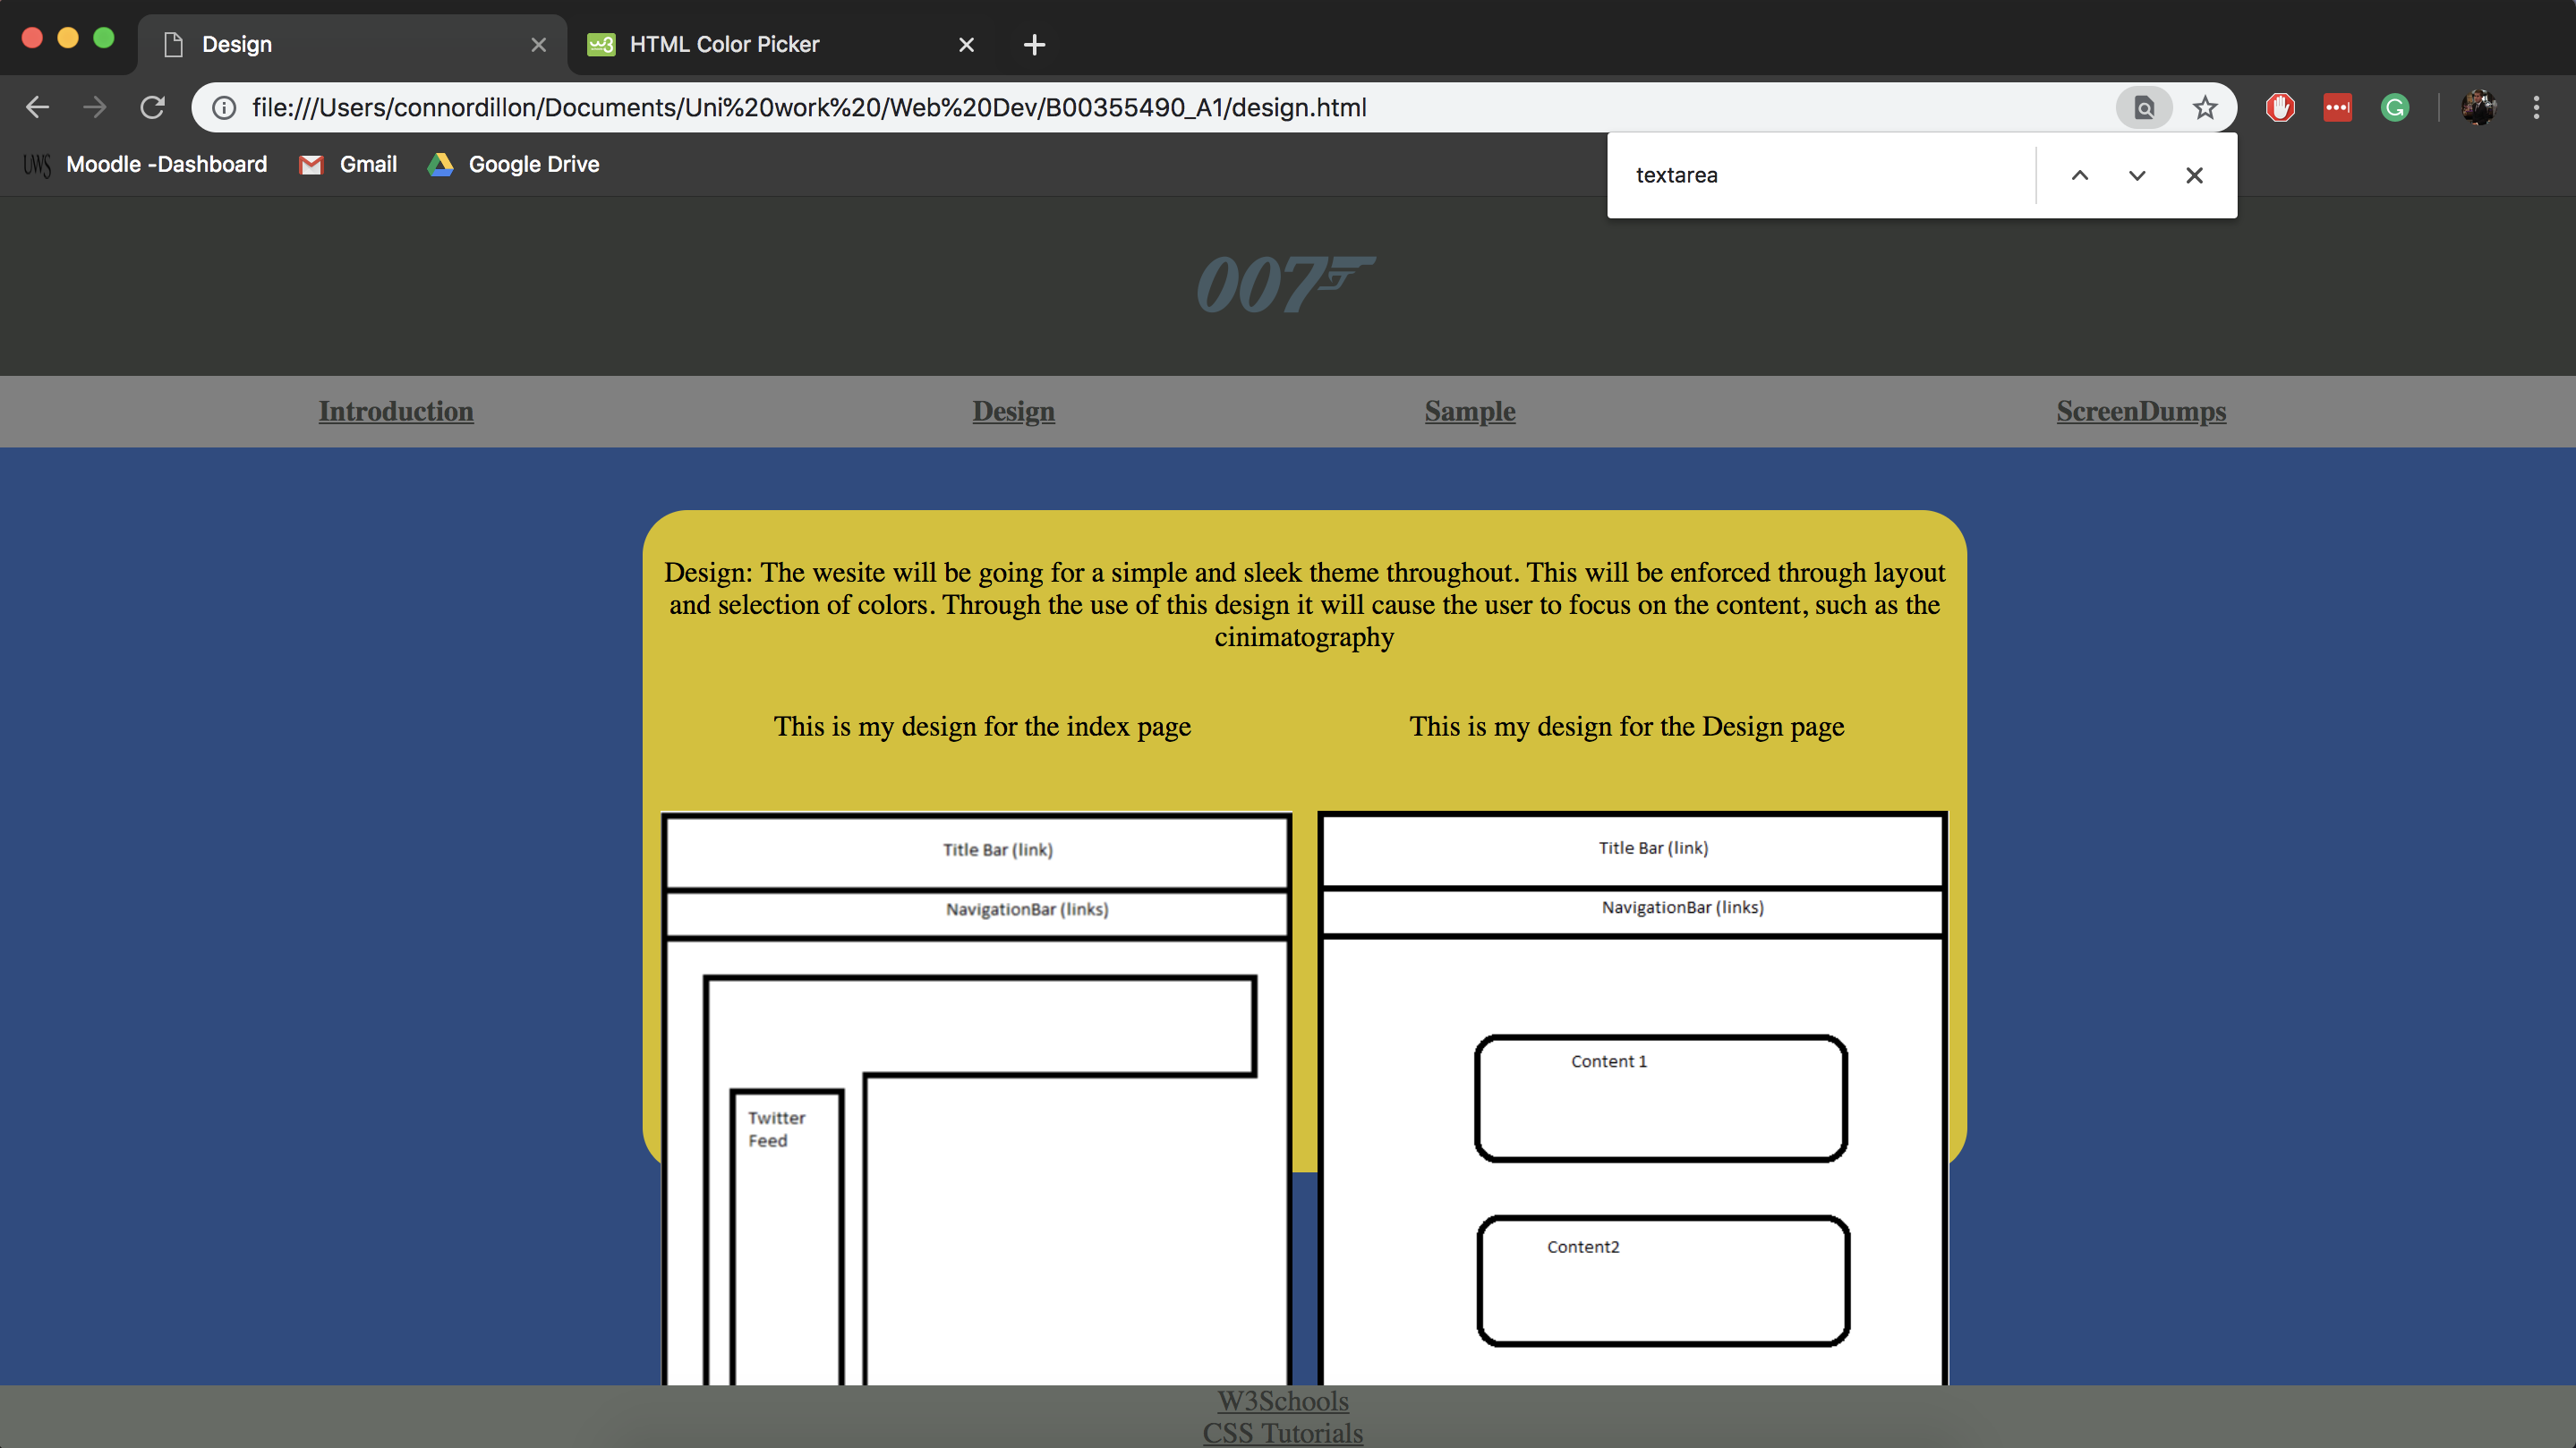 Design
HTML Color Picker
file:///Users/connordillon/Documents/Uni%20work%20/Web%20Dev/B00355490_A1/design.html
UWS Moodle -Dashboard
Gmail
Google Drive
textarea
007
Introduction
Design
Sample
ScreenDumps
Design: The wesite will be going for a simple and sleek theme throughout. This will be enforced through layout
and selection of colors. Through the use of this design it will cause the user to focus on the content, such as the
cinimatography
This is my design for the index page
This is my design for the Design page
Title Bar (link)
NavigationBar (links)
Twitter
Feed
Title Bar (link)
NavigationBar (links)
Content 1
Content2
W3Schools
CSS Tutorials